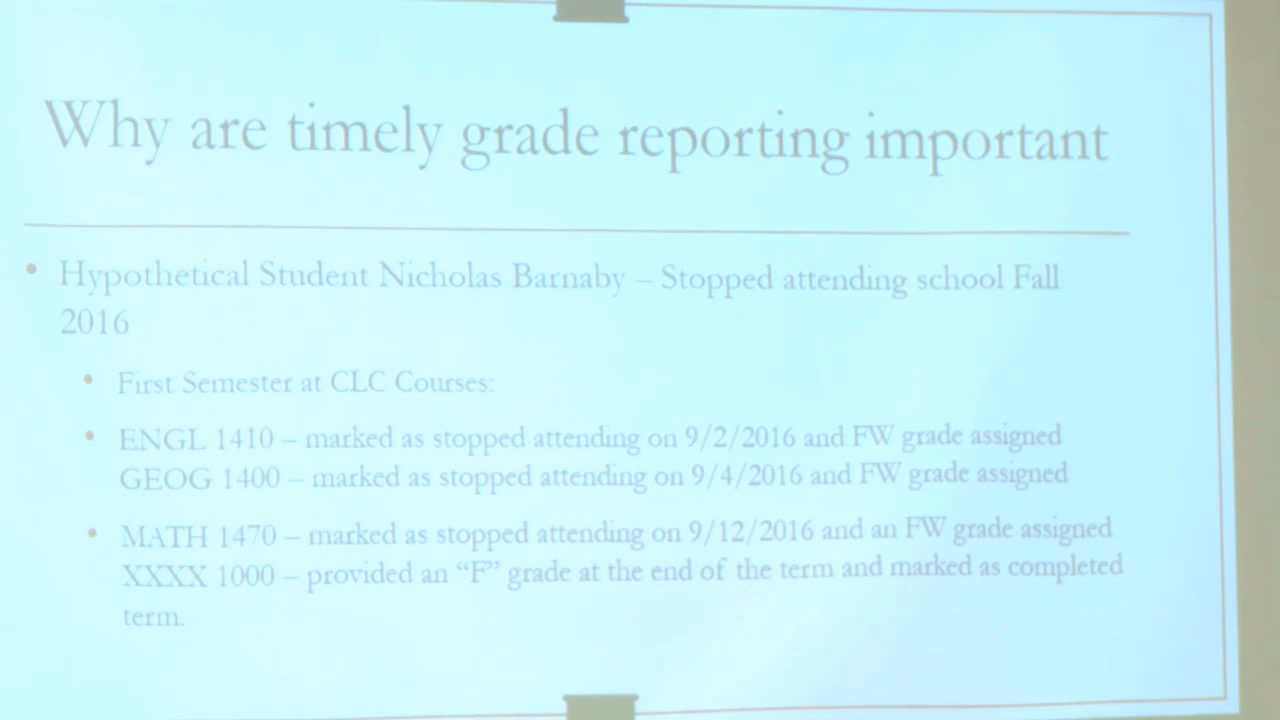 Why are timely grade reporting important
• Hypothetical Student Nicholas Barnaby – Stopped attending school Fall
2016
• First Semester at CLC Courses:
• ENGL 1410 – marked as stopped attending on 9/2/2016 and FW grade assigned
GEOG 1400 – marked as stopped attending on 9/4/2016 and FW grade assigned
• MATH 1470 – marked as stopped attending on 9/12/2016 and an FW grade assigned
XXXX 1000 – provided an “F” grade at the end of the term and marked as completed
term.